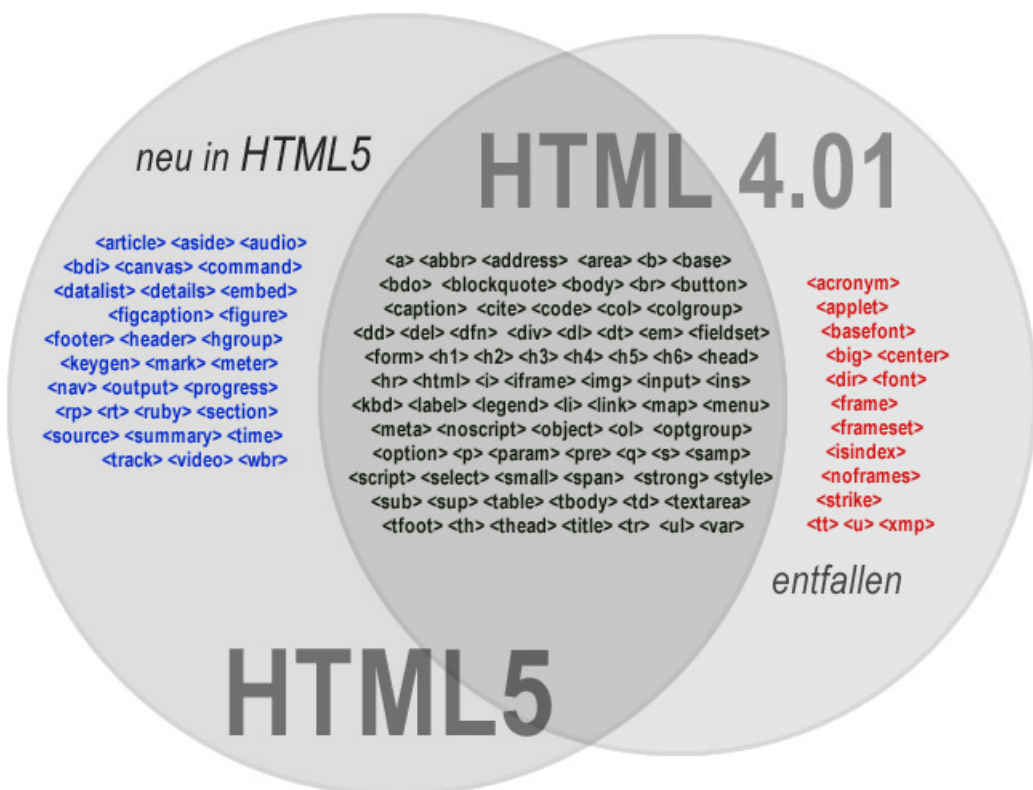 neu in HTML5
HTML 4.01
<article> <aside> <audio>
<bdi> <canvas> <command>
<datalist> <details> <embed>
<figcaption> <figure>
<footer> <header> <hgroup>
<keygen> <mark> <meter>
<nav> <output> <progress>
<rp> <rt> <ruby> <section>
<source> <summary> <time>
<track> <video> <wbr>
<a> <abbr> <address> <area> <b> <base>
<bdo> <blockquote> <body> <br> <button>
<caption> <cite> <code> <col> <colgroup>
<dd> <del> <dfn> <div> <dl> <dt> <em> <fieldset>
<form> <h1> <h2> <h3> <h4> <h5> <h6> <head>
<hr> <html> <i> <iframe> <img> <input> <ins>
<kbd> <label> <legend> <li> <link> <map> <menu>
<meta> <noscript> <object> <ol> <optgroup>
<option> <p> <param> <pre> <q> <s> <samp>
<script> <select> <small> <span> <strong> <style>
<sub> <sup> <table> <tbody> <td> <textarea>
<tfoot> <th> <thead> <title> <tr> <ul> <var>
<acronym>
<applet>
<basefont>
<big> <center>
<dir> <font>
<frame>
<frameset>
<isindex>
<noframes>
<strike>
<tt> <u> <xmp>
entfallen
HTML5